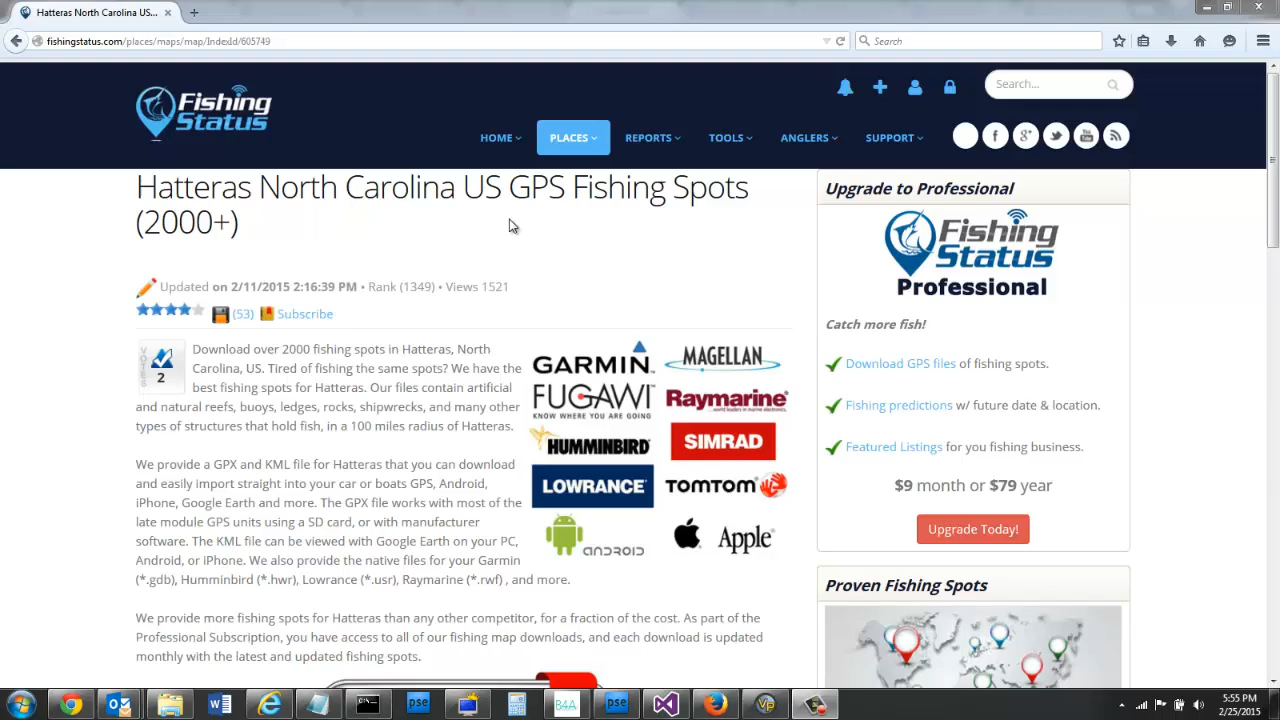 Hatteras North Carolina US...
fishingstatus.com/places/maps/map/IndexId/605749
Search
Fishing
Status
Search...
HOME
PLACES
REPORTS
TOOLS
ANGLERS
SUPPORT
Hatteras North Carolina US GPS Fishing Spots
(2000+)
Updated on 2/11/2015 2:16:39 PM • Rank (1349) • Views 1521
(53) Subscribe
VOTES
2
Download over 2000 fishing spots in Hatteras, North
Carolina, US. Tired of fishing the same spots? We have the
best fishing spots for Hatteras. Our files contain artificial
and natural reefs, buoys, ledges, rocks, shipwrecks, and many other
types of structures that hold fish, in a 100 miles radius of Hatteras.
We provide a GPX and KML file for Hatteras that you can download
and easily import straight into your car or boats GPS, Android,
iPhone, Google Earth and more. The GPX file works with most of the
late module GPS units using a SD card, or with manufacturer
software. The KML file can be viewed with Google Earth on your PC,
Android, or iPhone. We also provide the native files for your Garmin
(*.gdb), Humminbird (*.hwr), Lowrance (*.usr), Raymarine (*.rwf) , and more.
We provide more fishing spots for Hatteras than any other competitor, for a fraction of the cost. As part of the
Professional Subscription, you have access to all of our fishing map downloads, and each download is updated
monthly with the latest and updated fishing spots.
GARMIN
MAGELLAN
FUGAWI
KNOW WHERE YOU ARE GOING
Raymarine
HUMMINBIRD
SIMRAD
LOWRANCE
TOMTOM
ANDROID
Apple
Upgrade to Professional
Fishing
Status
Professional
Catch more fish!
Download GPS files of fishing spots.
Fishing predictions w/ future date & location.
Featured Listings for you fishing business.
$9 month or $79 year
Upgrade Today!
Proven Fishing Spots
pse
B4A
pse
VP
5:55 PM
2/25/2015